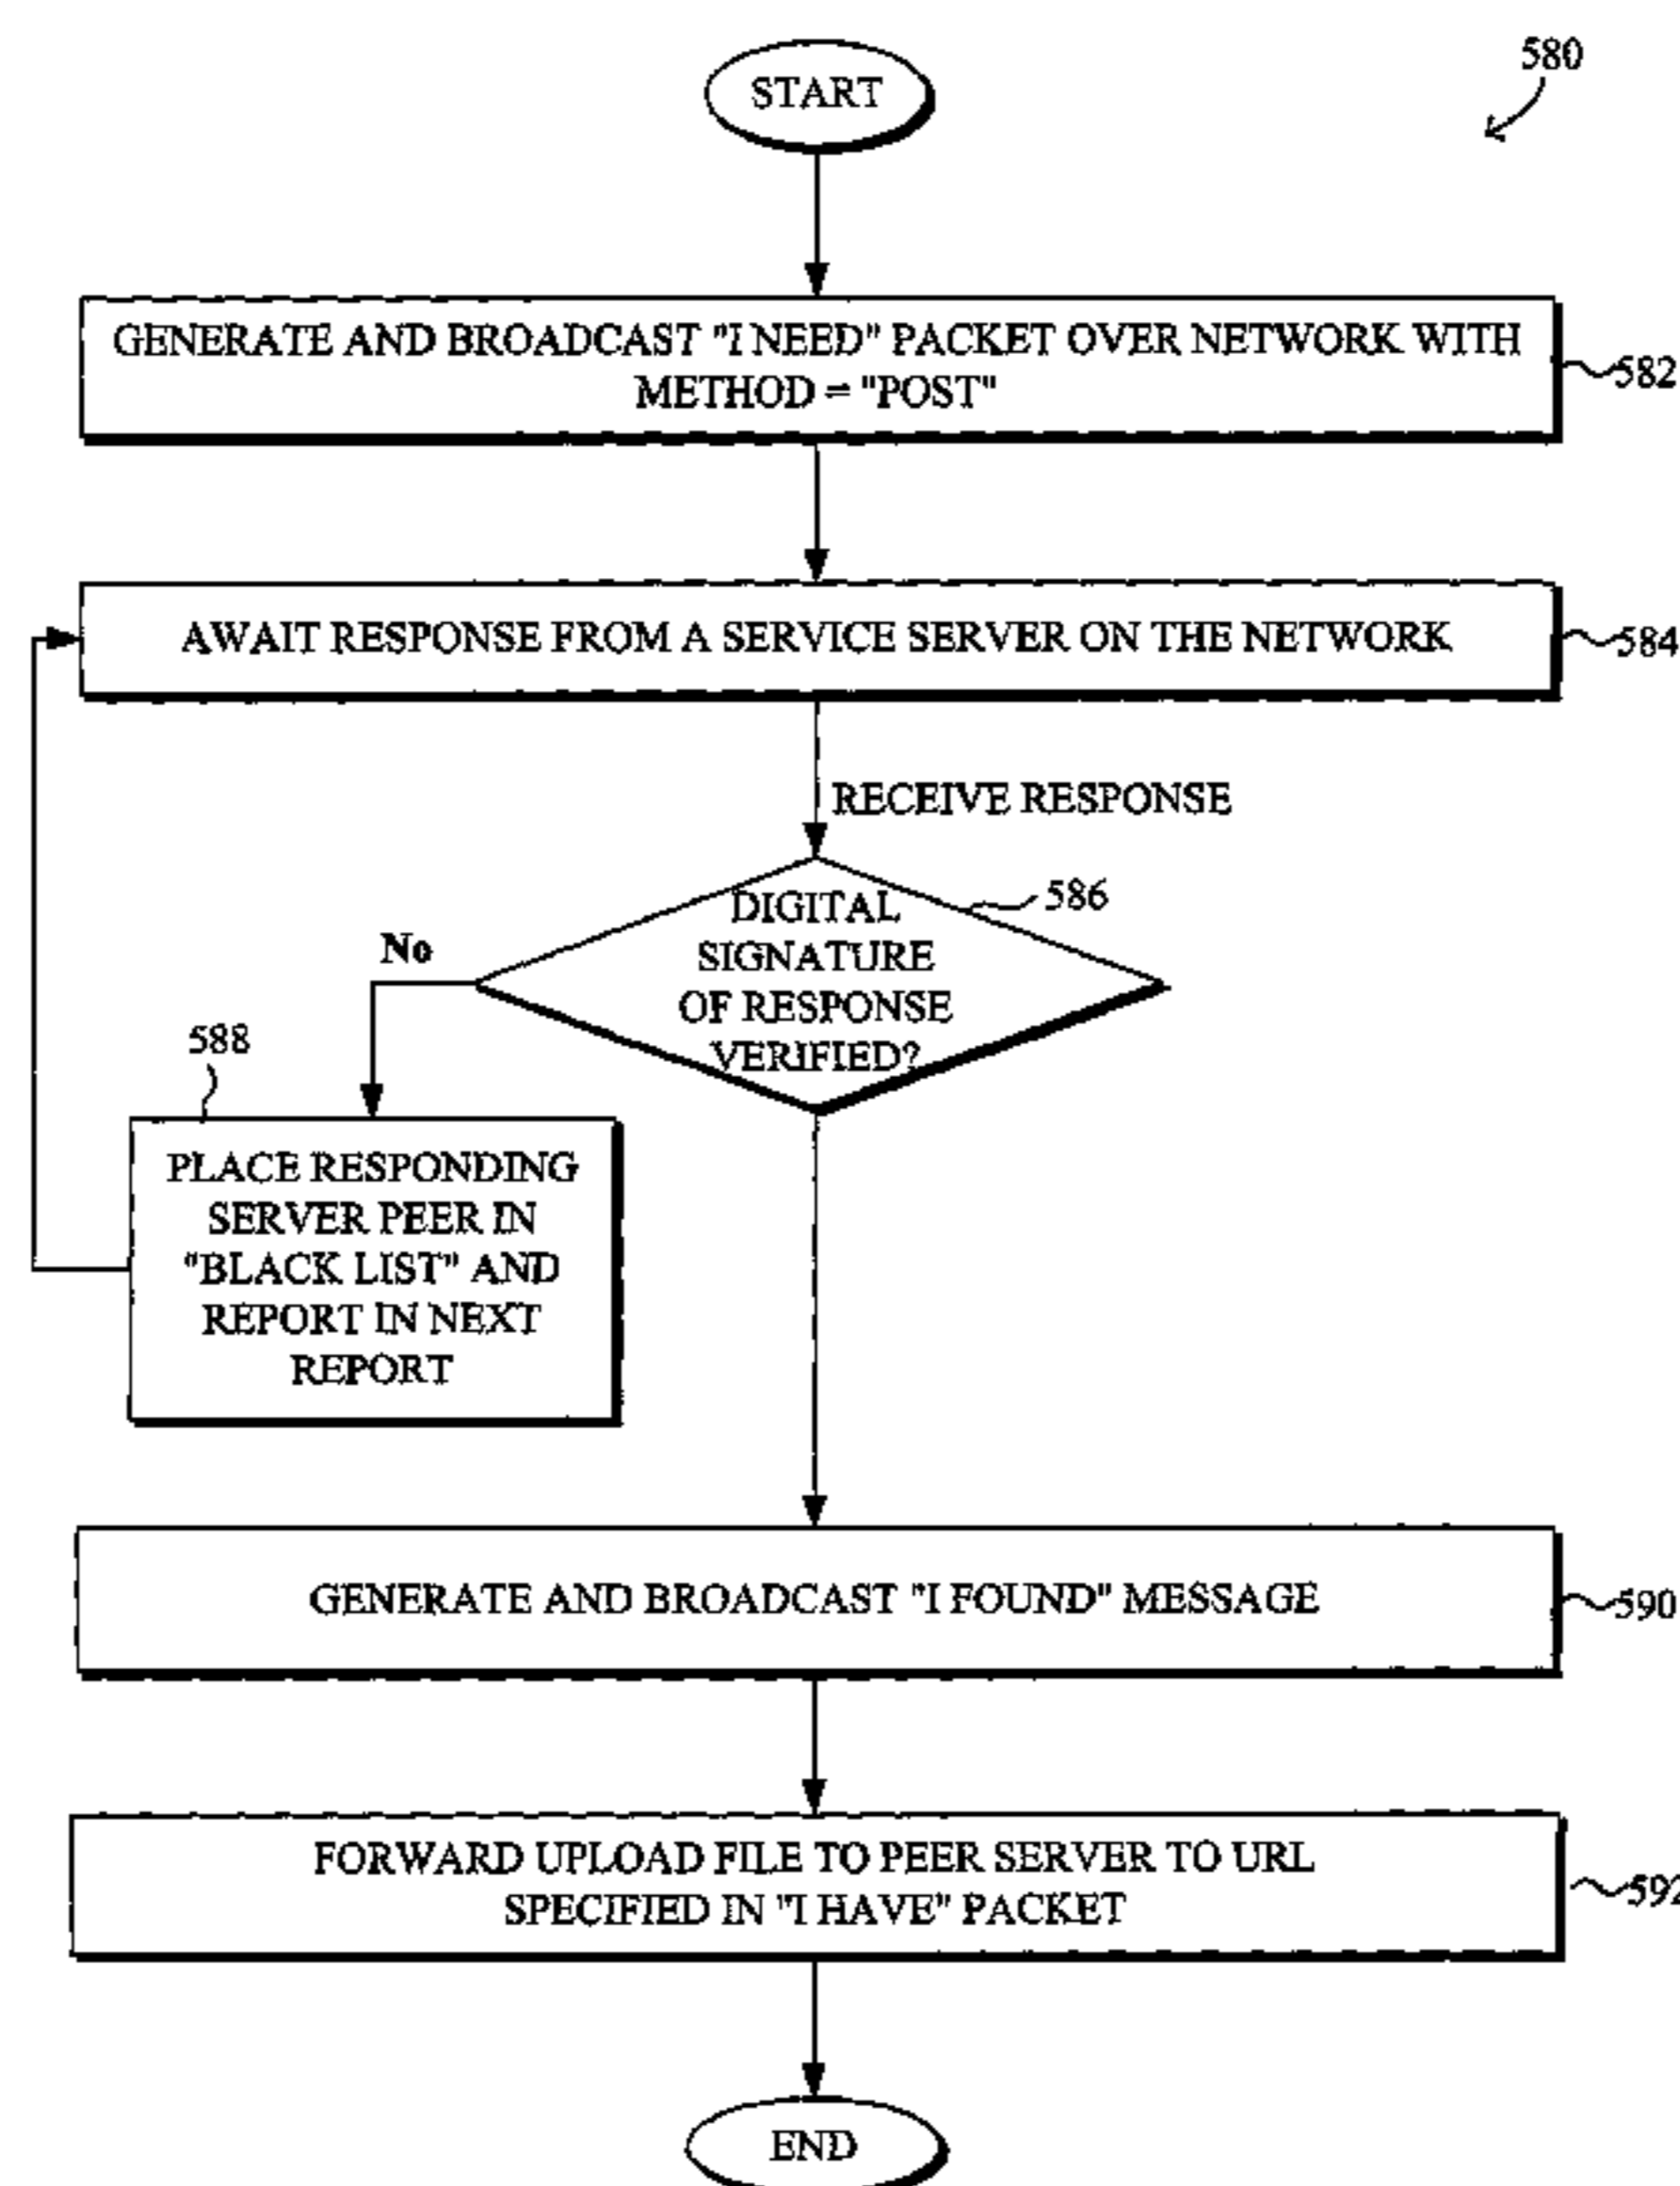 START
580
GENERATE AND BROADCAST "I NEED" PACKET OVER NETWORK WITH
METHOD = "POST"
582
AWAIT RESPONSE FROM A SERVICE SERVER ON THE NETWORK
584
RECEIVE RESPONSE
DIGITAL
SIGNATURE
OF RESPONSE
VERIFIED?
586
No
588
PLACE RESPONDING
SERVER PEER IN
"BLACK LIST" AND
REPORT IN NEXT
REPORT
GENERATE AND BROADCAST "I FOUND" MESSAGE
590
FORWARD UPLOAD FILE TO PEER SERVER TO URL
SPECIFIED IN "I HAVE" PACKET
592
END